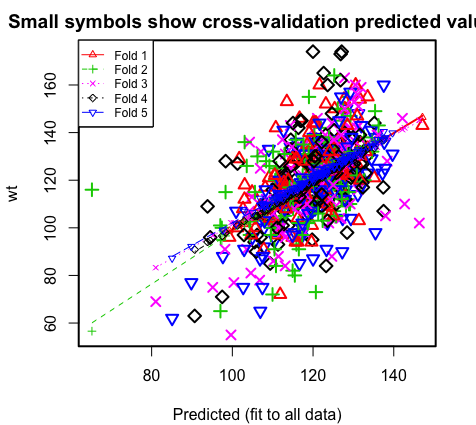 Small symbols show cross-validation predicted valu
Fold 1
Fold 2
Fold 3
Fold 4
Fold 5
wt
160
140
120
100
80
60
80 100 120 140
Predicted (fit to all data)